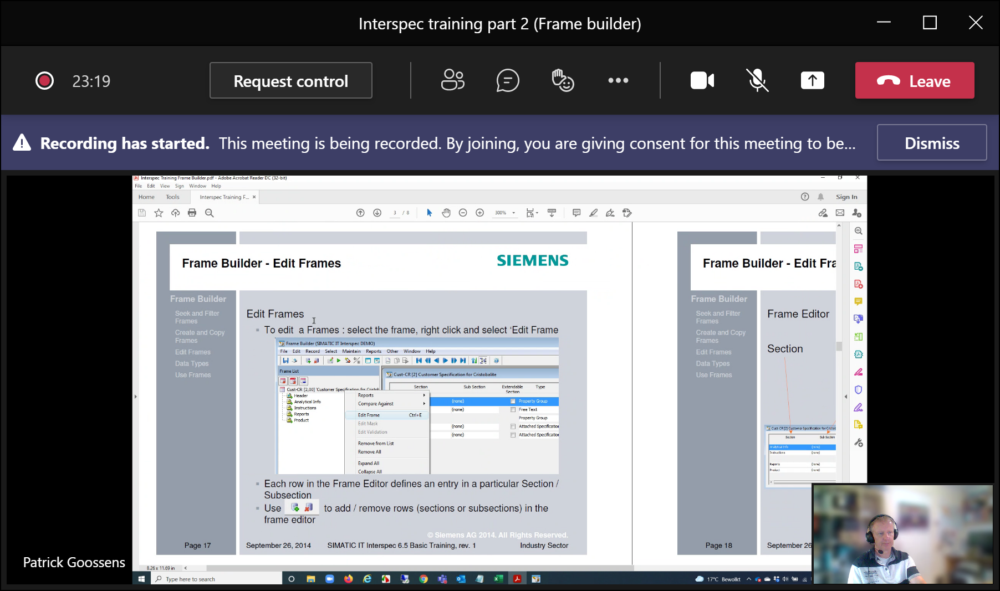 Interspec training part 2 (Frame builder)
23:19
Request control
Leave
Recording has started. This meeting is being recorded. By joining, you are giving consent for this meeting to be...
Dismiss
Interspec Training Frame Builder.pdf - Adobe Acrobat Reader DC (32-bit)
File Edit View Sign Window Help
Home Tools Interspec Training F... ×
Sign In
3 / 8
300%
Frame Builder - Edit Frames
SIEMENS
Frame Builder
Seek and Filter
Frames
Create and Copy
Frames
Edit Frames
Data Types
Use Frames
Edit Frames
To edit a Frames : select the frame, right click and select ‘Edit Frame
Frame Builder (SIMATIC IT Interspec DEMO)
File Edit Record Select Maintain Reports Other Window Help
Frame List
Cust-CR [2,00] 'Customer Specification for Cristob
Header
Analytical Info
Instructions
Reports
Product
Reports
Compare Against
Edit Frame Ctrl+E
Edit Mask
Edit Validation
Remove from List
Remove All
Expand All
Collapse All
Cust-CR [2] Customer Specification for Cristobalite
Section Sub Section Extendable Type
Section
(none) Property Group
(none) Free Text
Property Group
(none) Attached Specification
(none) Attached Specification
Each row in the Frame Editor defines an entry in a particular Section /
Subsection
Use to add / remove rows (sections or subsections) in the
frame editor
© Siemens AG 2014. All Rights Reserved.
Page 17
September 26, 2014 SIMATIC IT Interspec 6.5 Basic Training, rev. 1 Industry Sector
Frame Builder - Edit Fra
Frame Builder
Seek and Filter
Frames
Create and Copy
Frames
Edit Frames
Data Types
Use Frames
Frame Editor
Section
Cust-CR [2] Customer Specification for Cristob
Section Sub Section
Analytical Info (none)
Instructions (none)
Reports (none)
Product (none)
Page 18
September 26
8.26 x 11.69 in
Patrick Goossens
Type here to search
17°C Bewolkt